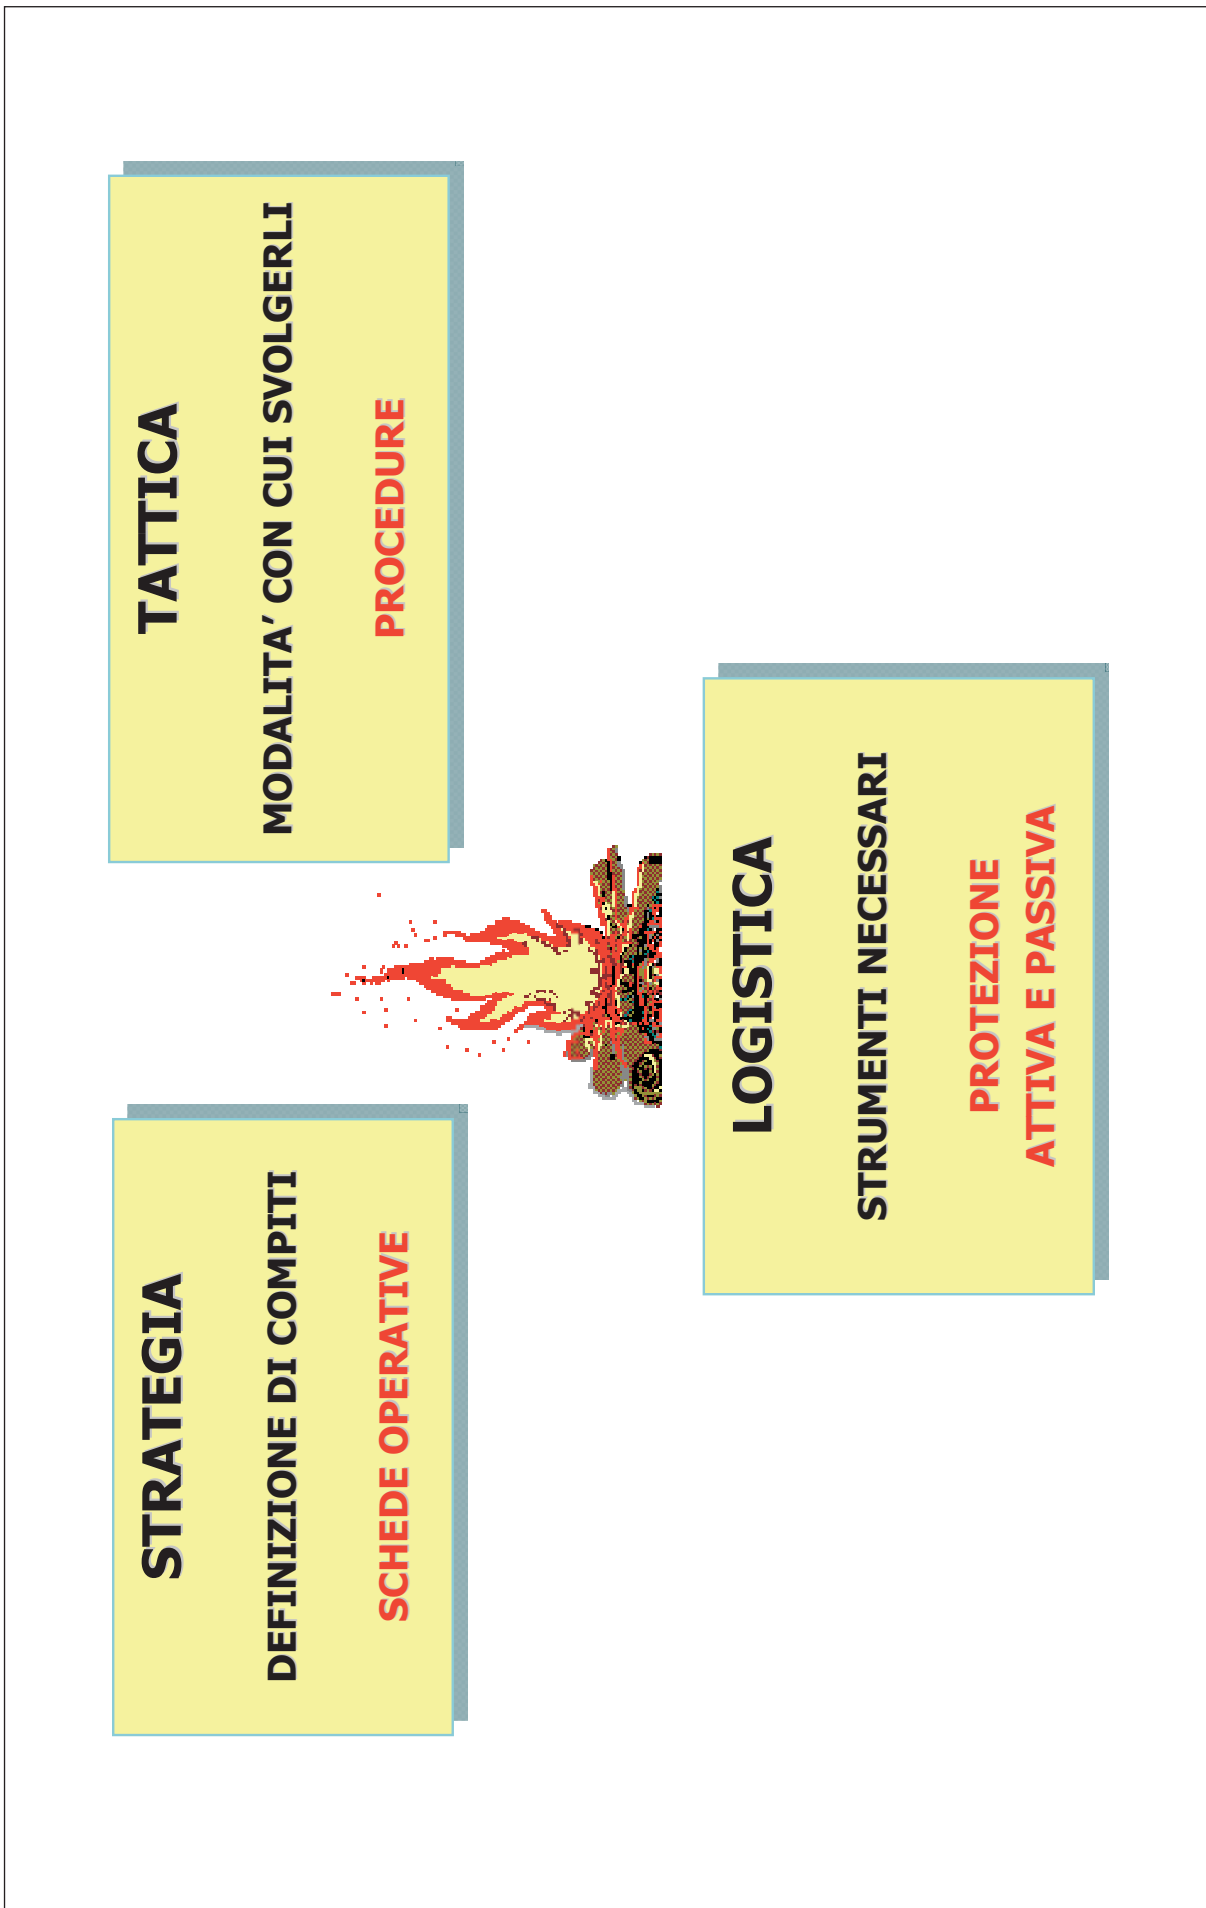 STRATEGIA
DEFINIZIONE DI COMPITI
SCHEDE OPERATIVE
TATTICA
MODALITA’ CON CUI SVOLGERLI
PROCEDURE
LOGISTICA
STRUMENTI NECESSARI
PROTEZIONE
ATTIVA E PASSIVA